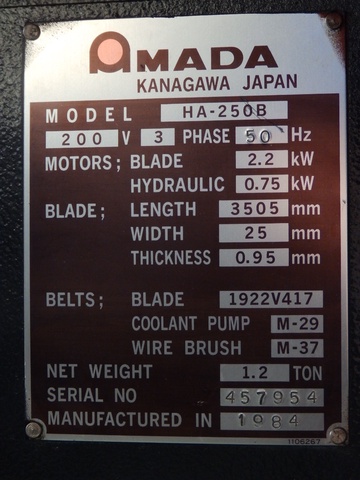 AMADA
KANAGAWA JAPAN
MODEL HA-250B
200 V 3 PHASE 50 Hz
MOTORS; BLADE 2.2 kW
HYDRAULIC 0.75 kW
BLADE; LENGTH 3505 mm
WIDTH 25 mm
THICKNESS 0.95 mm
BELTS; BLADE 1922V417
COOLANT PUMP M-29
WIRE BRUSH M-37
NET WEIGHT 1.2 TON
SERIAL NO 457954
MANUFACTURED IN 1984
1106267